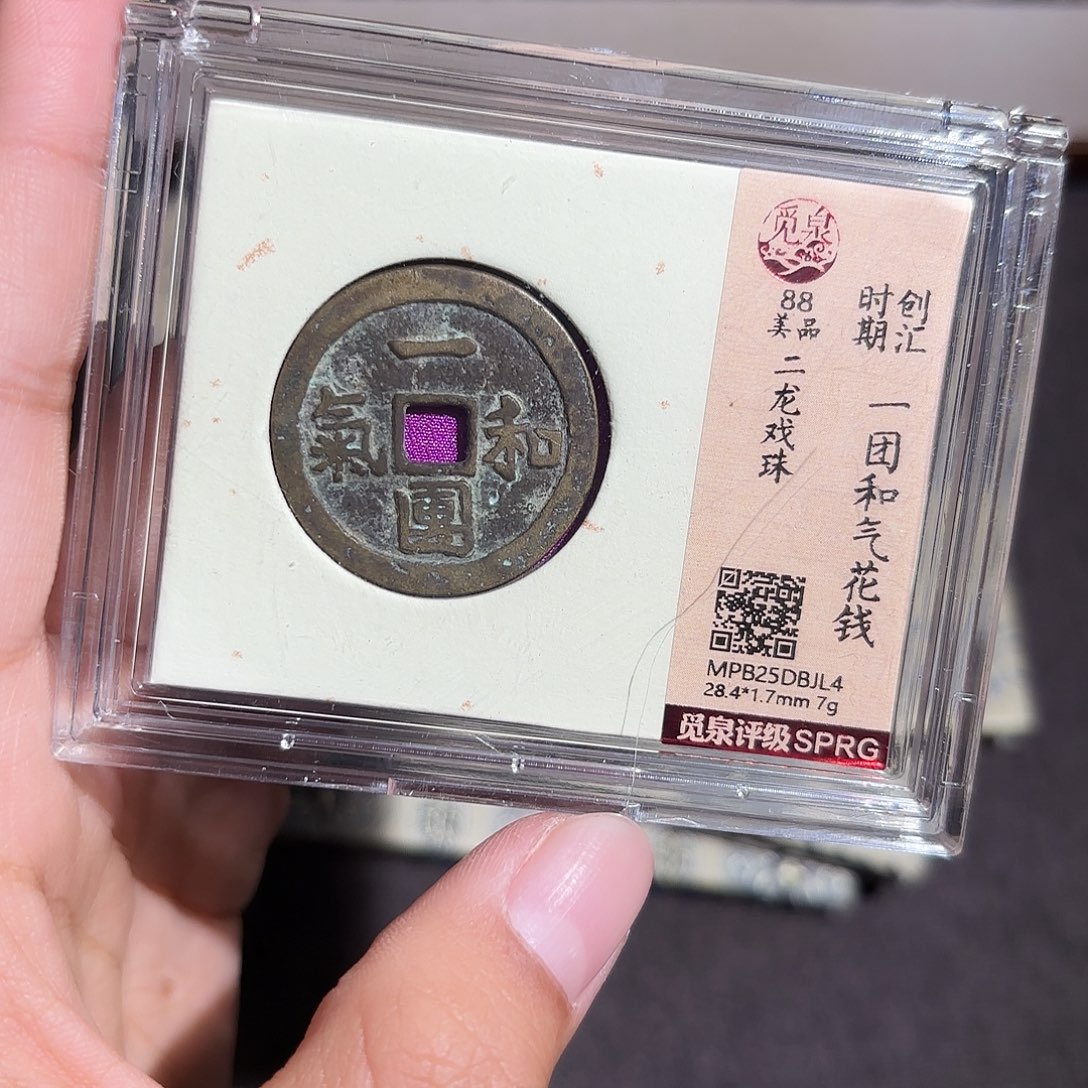 一團和氣
觅泉
创汇
时期
一团和气花钱
88
美品
二龙戏珠
MPB25DBJL4
28.4*1.7mm 7g
觅泉评级SPRG